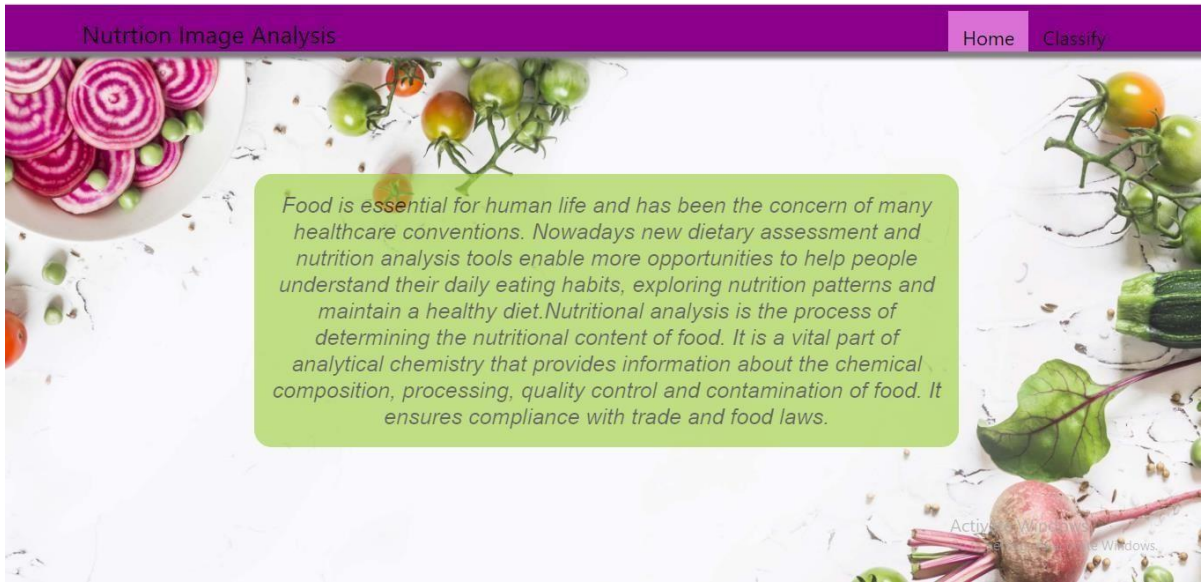 Nutrtion Image Analysis
Home
Classify
Food is essential for human life and has been the concern of many
healthcare conventions. Nowadays new dietary assessment and
nutrition analysis tools enable more opportunities to help people
understand their daily eating habits, exploring nutrition patterns and
maintain a healthy diet.Nutritional analysis is the process of
determining the nutritional content of food. It is a vital part of
analytical chemistry that provides information about the chemical
composition, processing, quality control and contamination of food. It
ensures compliance with trade and food laws.
Activate Windows
Windows.